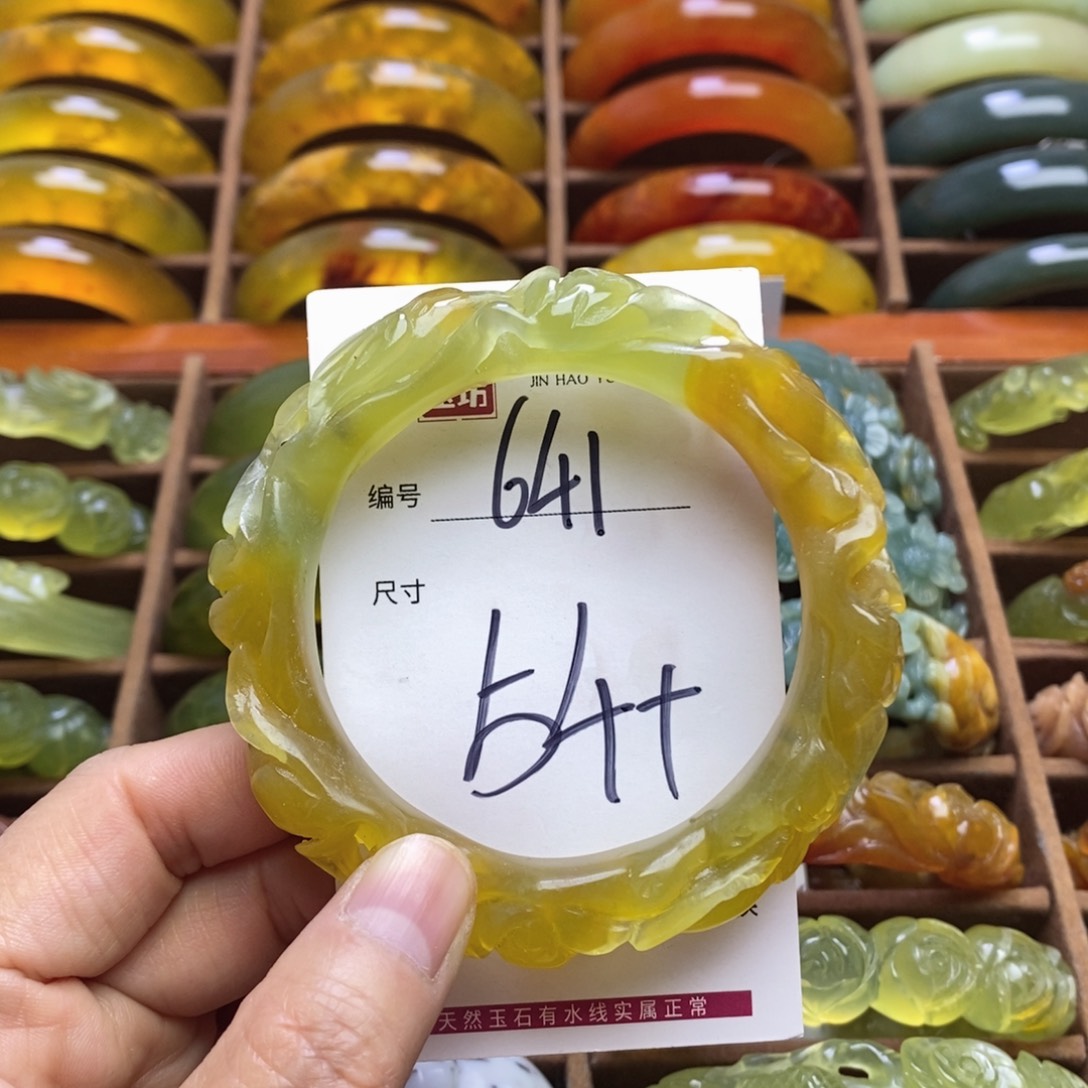 坊
JIN HAO
编号 641
尺寸
54+
天然玉石有水线实属正常